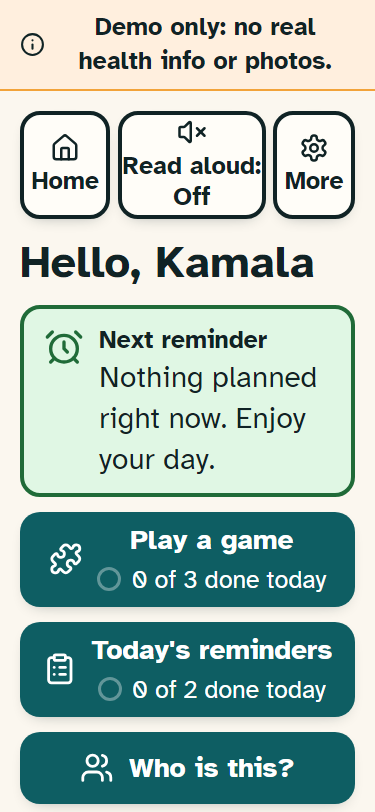 Demo only: no real
health info or photos.
Home
Read aloud:
Off
More
Hello, Kamala
Next reminder
Nothing planned
right now. Enjoy
your day.
Play a game
0 of 3 done today
Today's reminders
0 of 2 done today
Who is this?